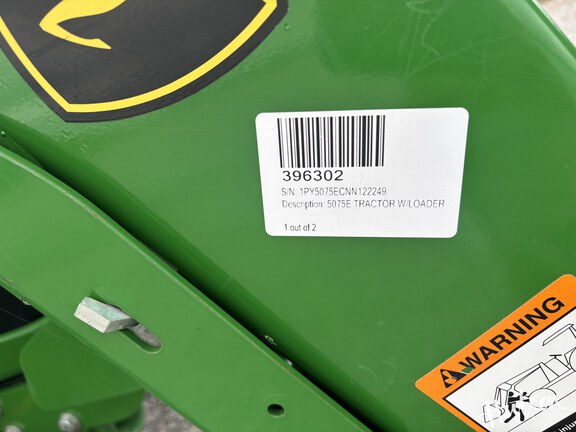 396302
S/N: 1PY5075ECNN122249
Description: 5075E TRACTOR W/LOADER
1 out of 2
WARNING